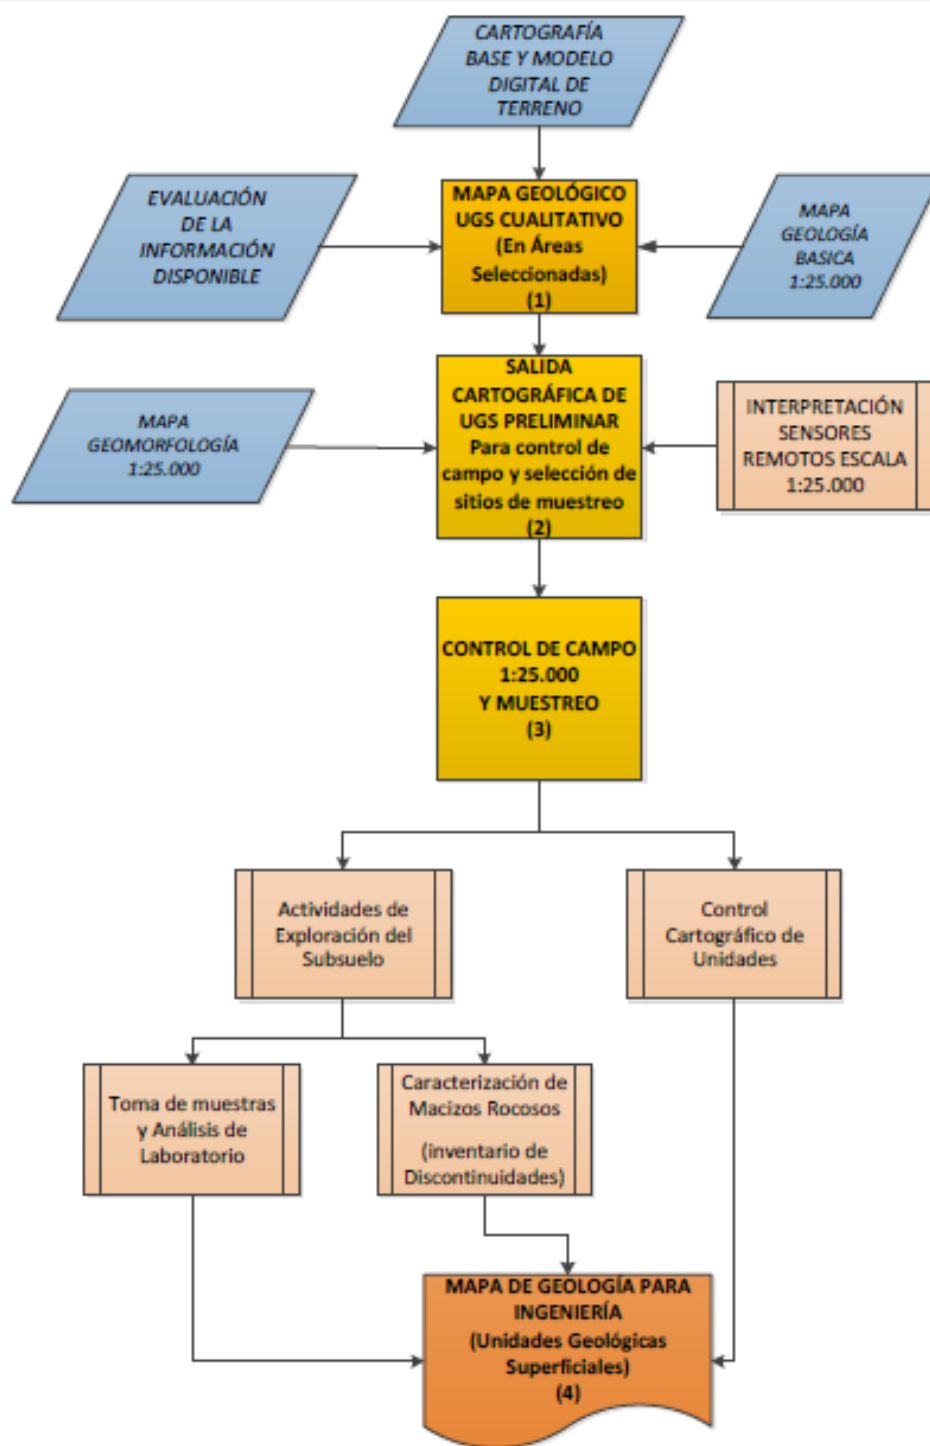 CARTOGRAFÍA
BASE Y MODELO
DIGITAL DE
TERRENO
EVALUACIÓN
DE LA
INFORMACIÓN
DISPONIBLE
MAPA GEOLÓGICO
UGS CUALITATIVO
(En Áreas
Seleccionadas)
(1)
MAPA
GEOLOGÍA
BASICA
1:25.000
MAPA
GEOMORFOLOGÍA
1:25.000
SALIDA
CARTOGRÁFICA DE
UGS PRELIMINAR
Para control de
campo y selección de
sitios de muestreo
(2)
INTERPRETACIÓN
SENSORES
REMOTOS ESCALA
1:25.000
CONTROL DE CAMPO
1:25.000
Y MUESTREO
(3)
Actividades de
Exploración del
Subsuelo
Control
Cartográfico de
Unidades
Toma de muestras
y Análisis de
Laboratorio
Caracterización de
Macizos Rocosos
(inventario de
Discontinuidades)
MAPA DE GEOLOGÍA PARA
INGENIERÍA
(Unidades Geológicas
Superficiales)
(4)